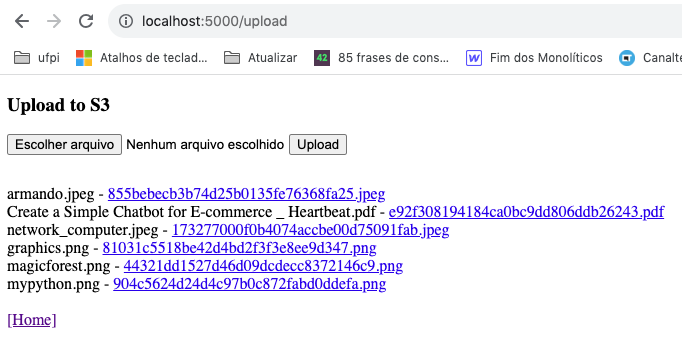 localhost:5000/upload
ufpi Atalhos de teclad... Atualizar 42 85 frases de cons... W Fim dos Monolíticos Canalte
Upload to S3
Escolher arquivo Nenhum arquivo escolhido Upload
armando.jpeg - 855bebecb3b74d25b0135fe76368fa25.jpeg
Create a Simple Chatbot for E-commerce _ Heartbeat.pdf - e92f308194184ca0bc9dd806ddb26243.pdf
network_computer.jpeg - 173277000f0b4074accbe00d75091fab.jpeg
graphics.png - 81031c5518be42d4bd2f3f3e8ee9d347.png
magicforest.png - 44321dd1527d46d09dcdecc8372146c9.png
mypython.png - 904c5624d24d4c97b0c872fabd0ddefa.png
[Home]